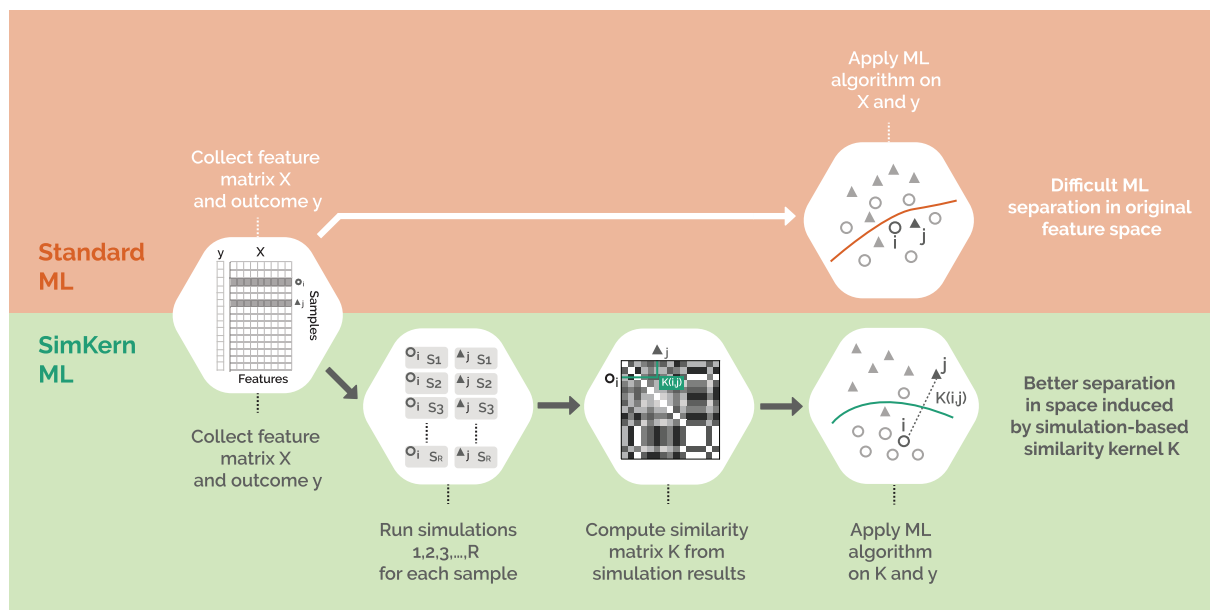 Apply ML
algorithm on
X and y
Collect feature
matrix X
and outcome y
Difficult ML
separation in original
feature space
Standard
ML
y
X
i
j
Samples
Features
i
j
SimKern
ML
i S1
j S1
i S2
j S2
i S3
j S3
i SR
j SR
j
i
K(i,j)
j
K(i,j)
i
Better separation
in space induced
by simulation-based
similarity kernel K
Collect feature
matrix X
and outcome y
Run simulations
1,2,3,...,R
for each sample
Compute similarity
matrix K from
simulation results
Apply ML
algorithm
on K and y